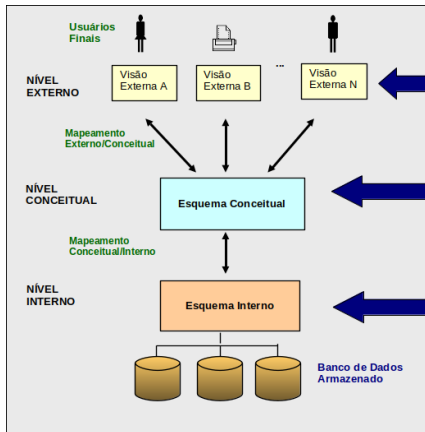 Usuários
Finais
NÍVEL
EXTERNO
Visão
Externa A
Visão
Externa B
...
Visão
Externa N
Mapeamento
Externo/Conceitual
NÍVEL
CONCEITUAL
Esquema Conceitual
Mapeamento
Conceitual/Interno
NÍVEL
INTERNO
Esquema Interno
Banco de Dados
Armazenado